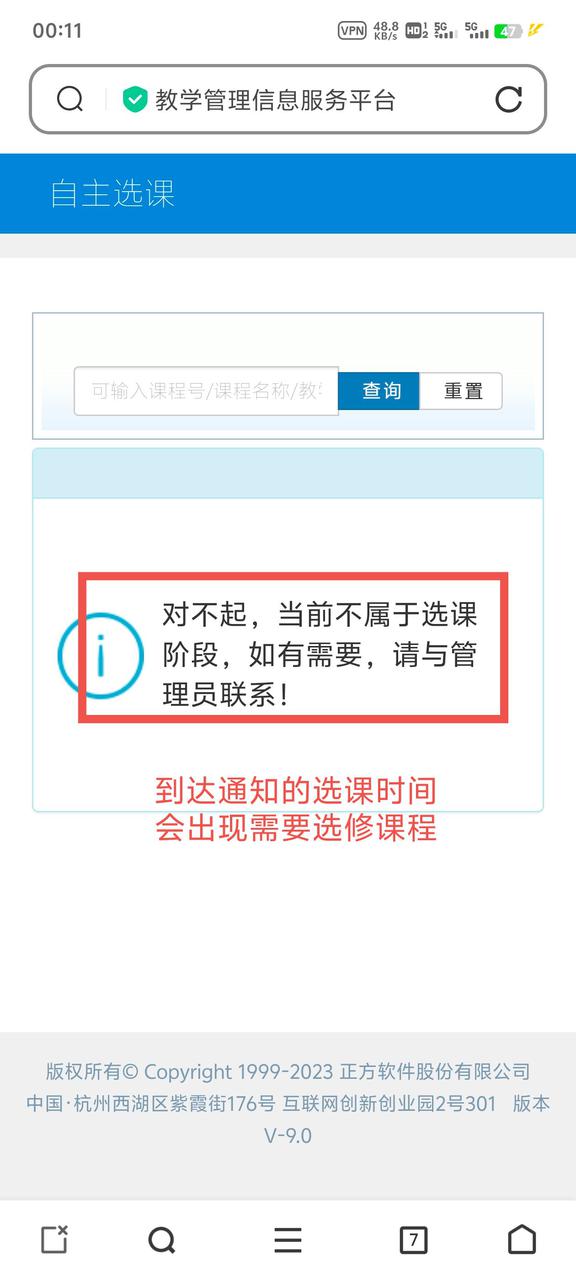 00:11
VPN 48.8 KB/s HD 1 2 5G 5G 47
教学管理信息服务平台
自主选课
可输入课程号/课程名称/教
查询 重置
对不起，当前不属于选课
阶段，如有需要，请与管
理员联系！
到达通知的选课时间
会出现需要选修课程
版权所有© Copyright 1999-2023 正方软件股份有限公司
中国·杭州西湖区紫霞街176号 互联网创新创业园2号301 版本
V-9.0
7